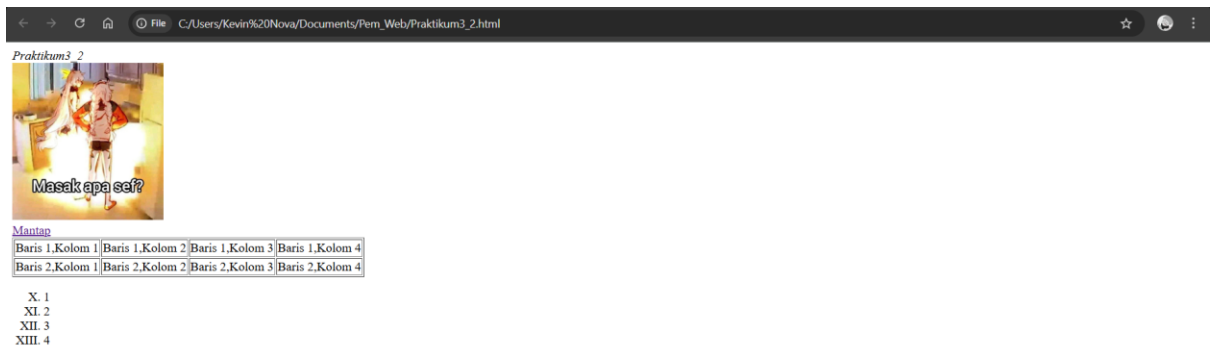 File C:/Users/Kevin%20Nova/Documents/Pem_Web/Praktikum3_2.html
Praktikum3_2
Masak apa sef?
Mantap
Baris 1,Kolom 1 Baris 1,Kolom 2 Baris 1,Kolom 3 Baris 1,Kolom 4
Baris 2,Kolom 1 Baris 2,Kolom 2 Baris 2,Kolom 3 Baris 2,Kolom 4
X. 1
XI. 2
XII. 3
XIII. 4